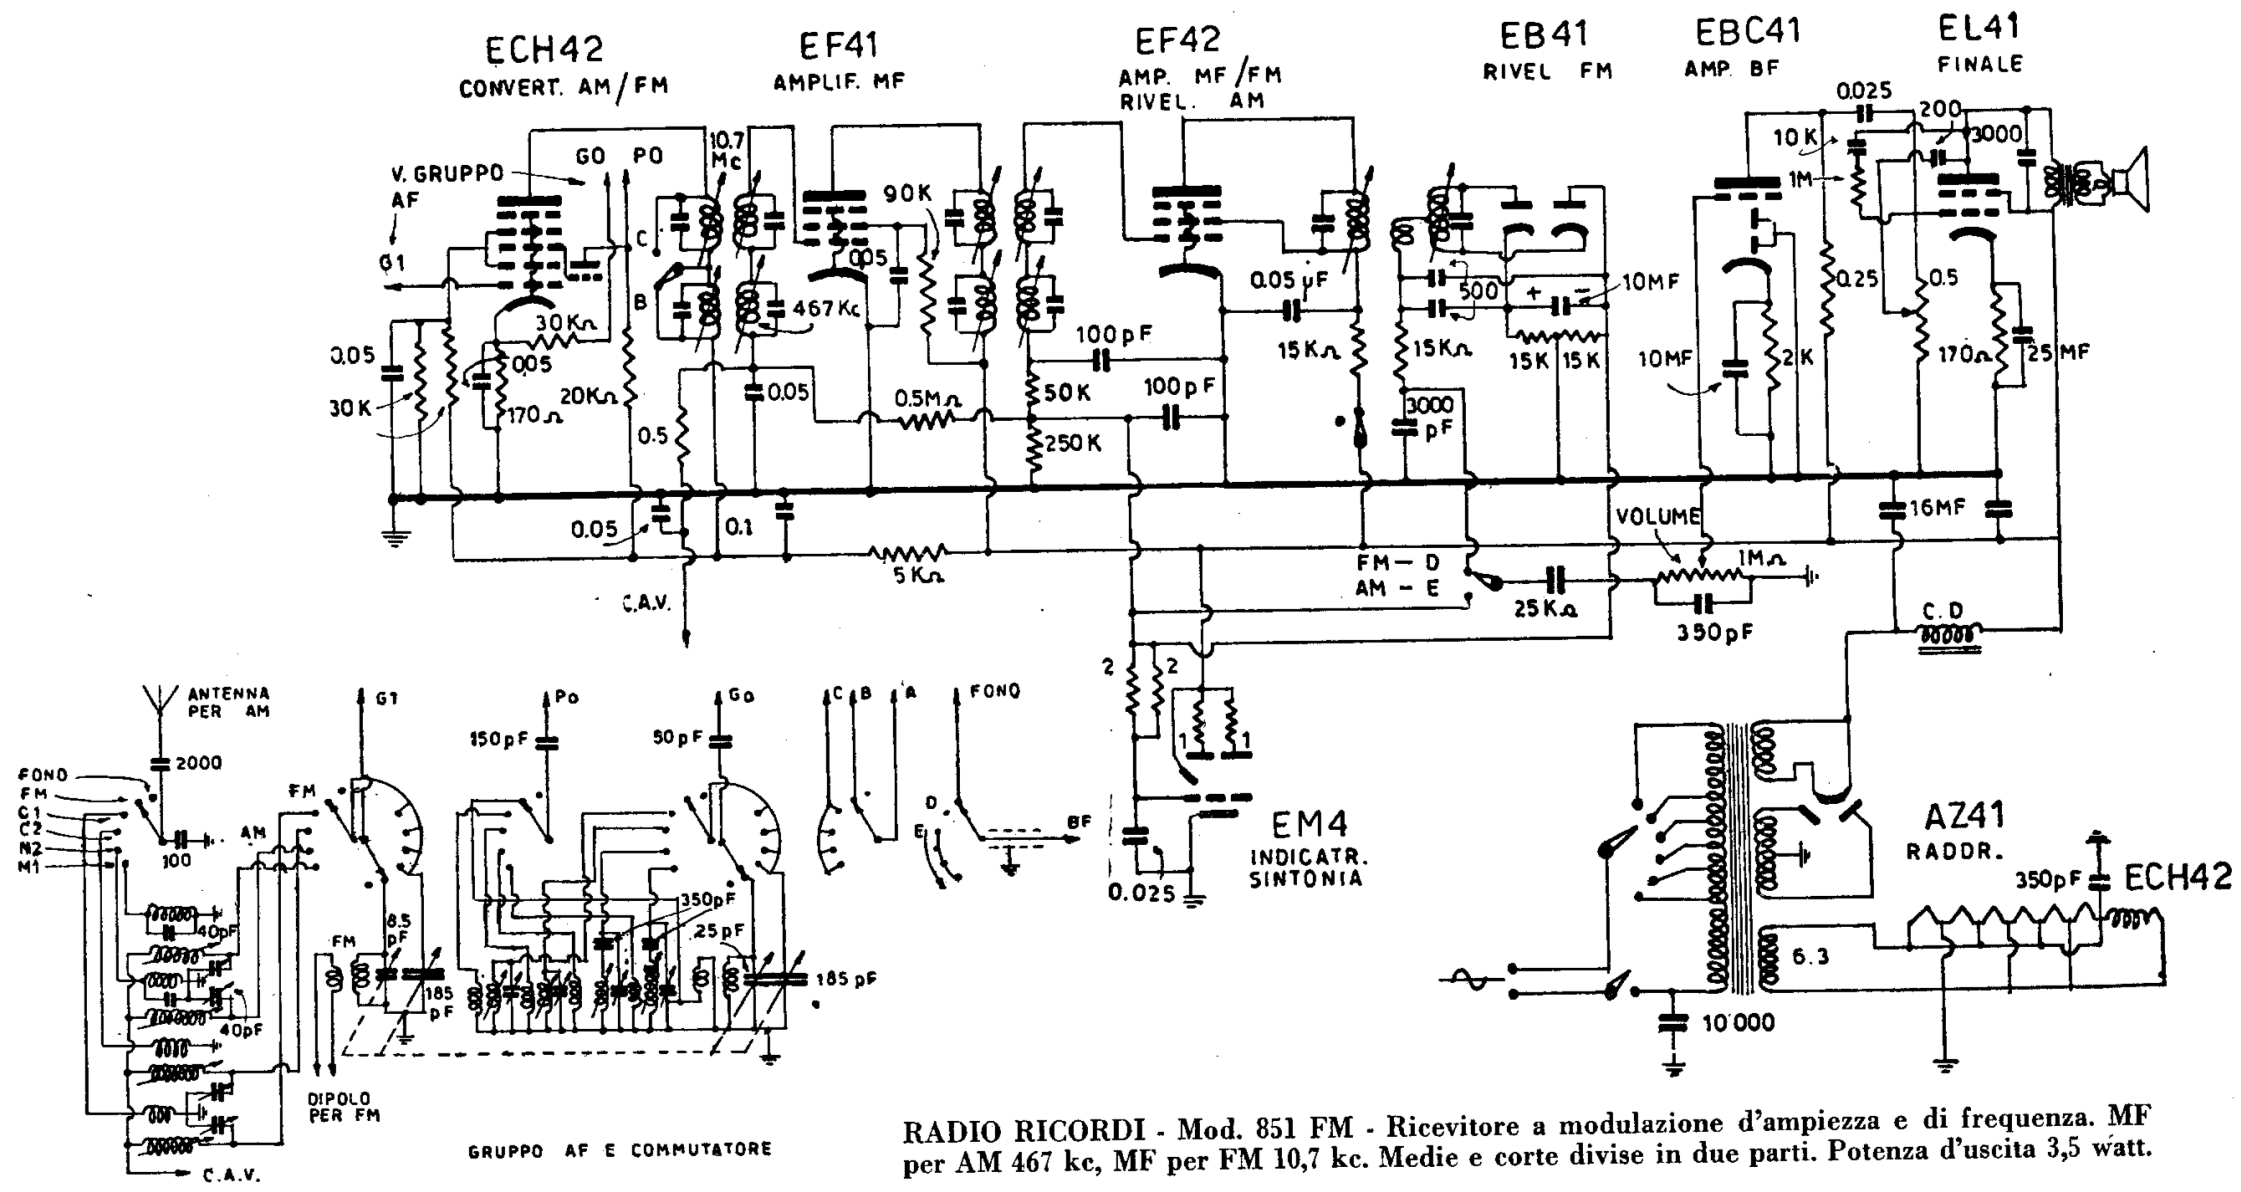 ECH42
CONVERT. AM/FM
EF41
AMPLIF. MF
EF42
AMP. MF/FM
RIVEL. AM
EB41
RIVEL FM
EBC41
AMP. BF
EL41
FINALE
V. GRUPPO
AF
GO
PO
10.7
Mc
G1
C
B
90K
005
467Kc
0.05
30K
30KΩ
005
170Ω
20KΩ
0.5
0.05
0.5MΩ
100pF
50K
100pF
250K
0.05 µF
15KΩ
15KΩ
500
+
−
10MF
15K
15K
3000
pF
10MF
2K
0.25
0.025
10K
1M
200
3000
0.5
170Ω
25MF
0.05
0.1
5KΩ
C.A.V.
VOLUME
FM – D
AM – E
25KΩ
1MΩ
350pF
16MF
C.D
ANTENNA
PER AM
2000
FONO
FM
C1
C2
M2
M1
100
40pF
40pF
C.A.V.
G1
FM
AM
8.5
pF
FM
185
pF
DIPOLO
PER FM
Po
150pF
Go
50pF
350pF
25pF
185pF
C
B
A
FONO
D
E
BF
GRUPPO AF E COMMUTATORE
2
2
1
1
0.025
EM4
INDICATR.
SINTONIA
AZ41
RADDR.
6.3
10000
350pF
ECH42
RADIO RICORDI - Mod. 851 FM - Ricevitore a modulazione d'ampiezza e di frequenza. MF
per AM 467 kc, MF per FM 10,7 kc. Medie e corte divise in due parti. Potenza d'uscita 3,5 watt.